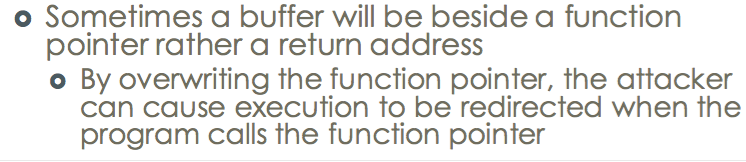 Sometimes a buffer will be beside a function
pointer rather a return address
By overwriting the function pointer, the attacker
can cause execution to be redirected when the
program calls the function pointer